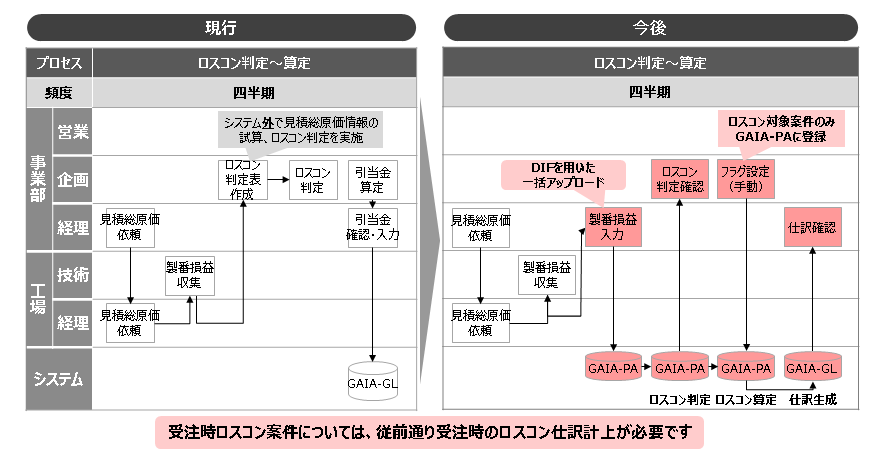 現行
今後
プロセス
ロスコン判定～算定
ロスコン判定～算定
頻度
四半期
四半期
事業部
営業
企画
経理
工場
技術
経理
システム
システム外で見積総原価情報の
試算、ロスコン判定を実施
ロスコン
判定表
作成
ロスコン
判定
引当金
算定
見積総原価
依頼
引当金
確認・入力
製番損益
収集
見積総原価
依頼
GAIA-GL
ロスコン対象案件のみ
GAIA-PAに登録
DIFを用いた
一括アップロード
ロスコン
判定確認
フラグ設定
（手動）
見積総原価
依頼
製番損益
入力
仕訳確認
製番損益
収集
見積総原価
依頼
GAIA-PA
GAIA-PA
GAIA-PA
GAIA-GL
ロスコン判定
ロスコン算定
仕訳生成
受注時ロスコン案件については、従前通り受注時のロスコン仕訳計上が必要です